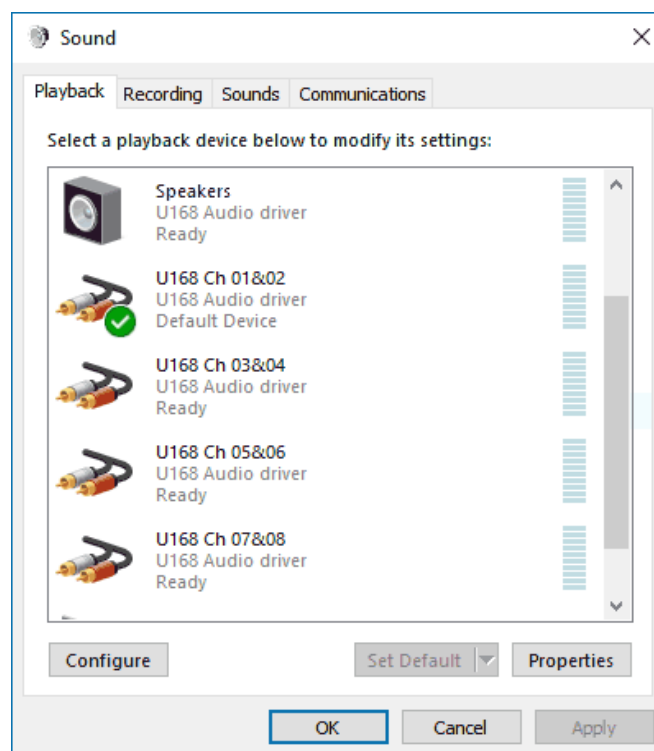 Sound
Playback Recording Sounds Communications
Select a playback device below to modify its settings:
Speakers
U168 Audio driver
Ready
U168 Ch 01&02
U168 Audio driver
Default Device
U168 Ch 03&04
U168 Audio driver
Ready
U168 Ch 05&06
U168 Audio driver
Ready
U168 Ch 07&08
U168 Audio driver
Ready
Configure Set Default Properties
OK Cancel Apply